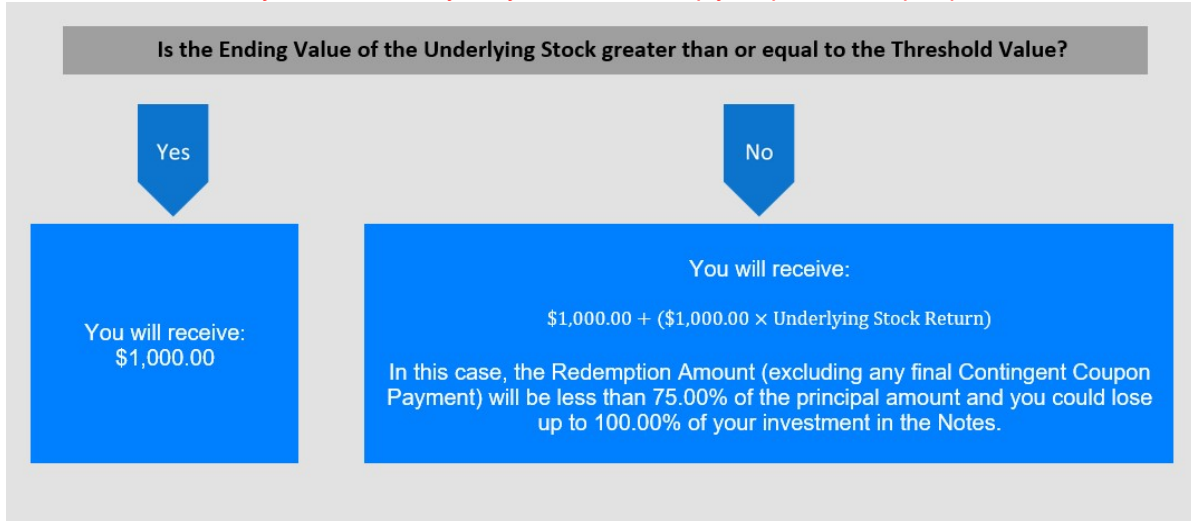 Is the Ending Value of the Underlying Stock greater than or equal to the Threshold Value?
Yes
No
You will receive:
$1,000.00
You will receive:
$1,000.00 + ($1,000.00 × Underlying Stock Return)
In this case, the Redemption Amount (excluding any final Contingent Coupon
Payment) will be less than 75.00% of the principal amount and you could lose
up to 100.00% of your investment in the Notes.